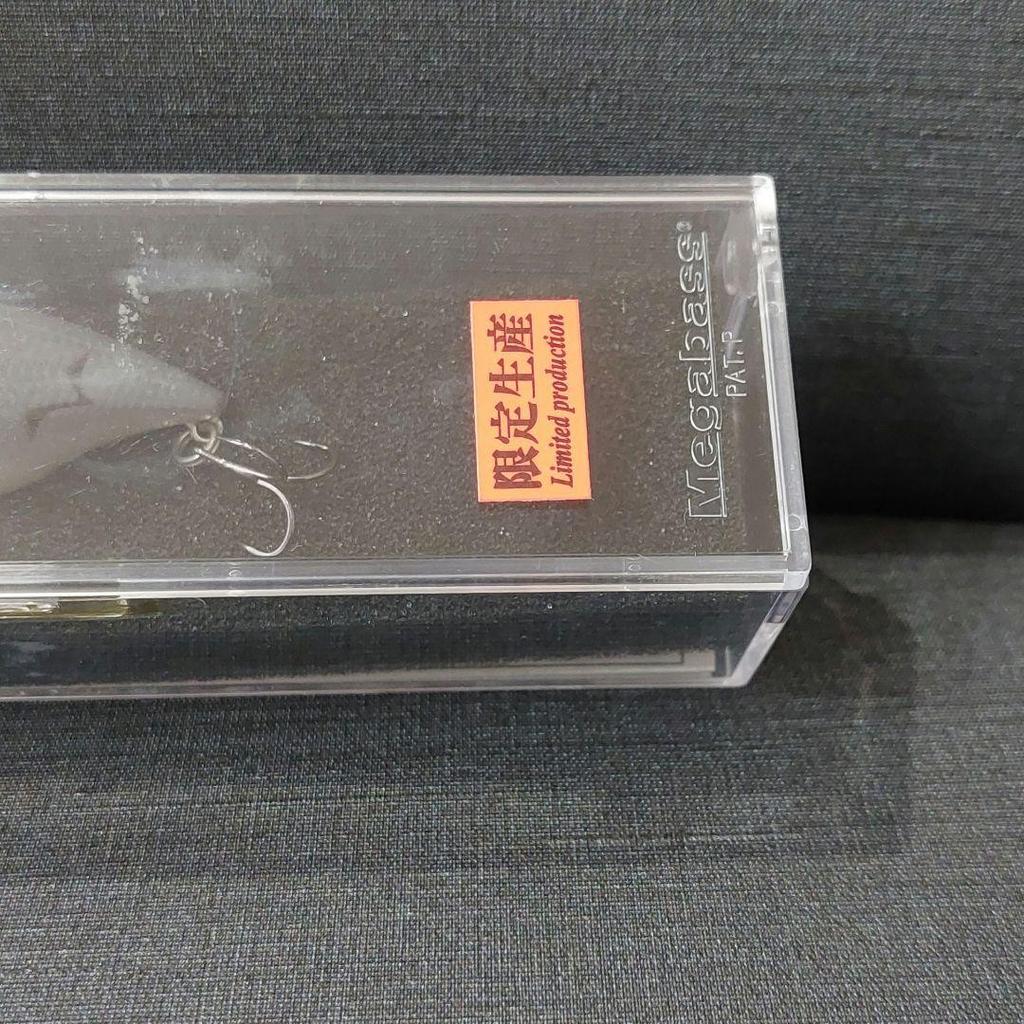 限定生産
Limited production
Megabass®
PAT.P